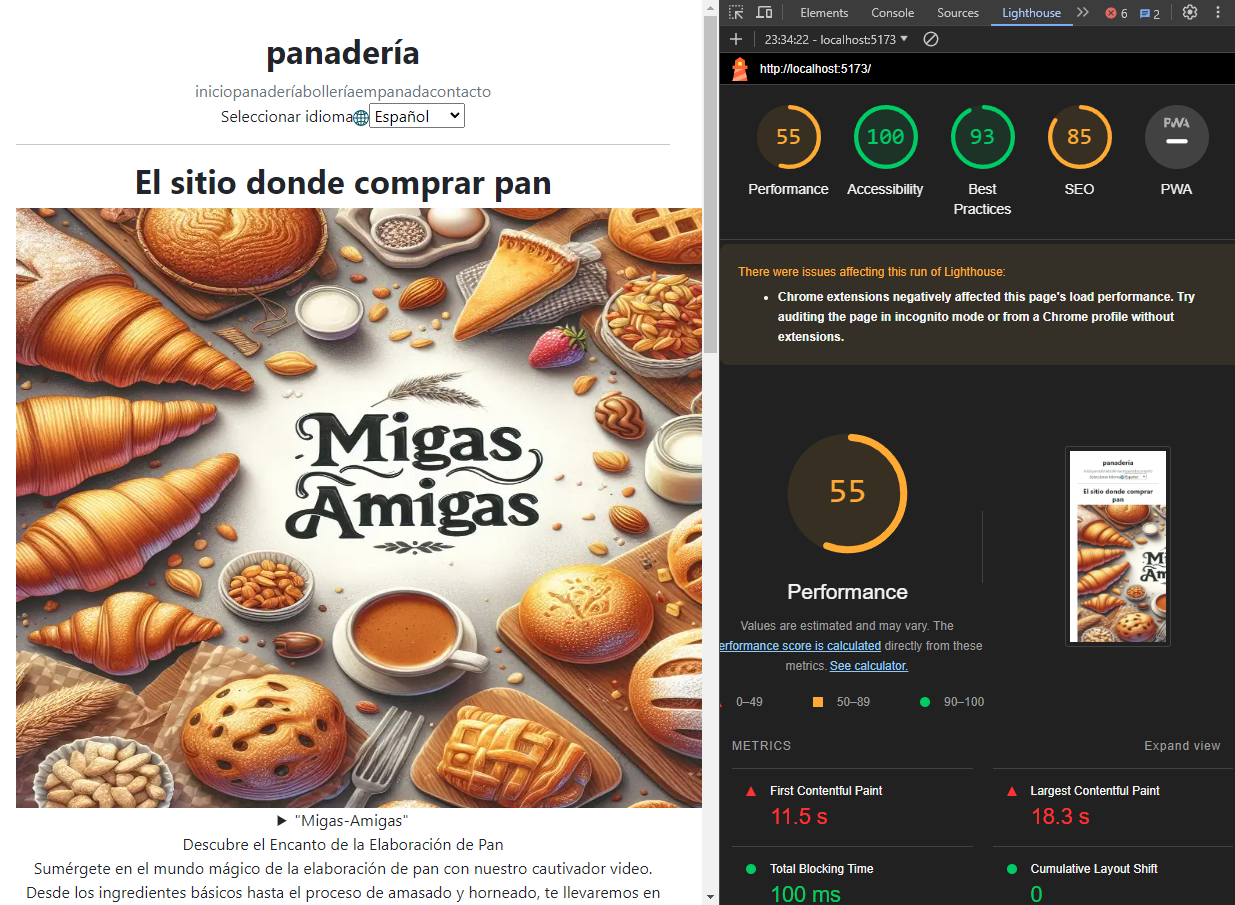 panadería
iniciopanaderíabolleríaempanadacontacto
Seleccionar idioma Español
El sitio donde comprar pan
Migas
Amigas
▶ "Migas-Amigas"
Descubre el Encanto de la Elaboración de Pan
Sumérgete en el mundo mágico de la elaboración de pan con nuestro cautivador video.
Desde los ingredientes básicos hasta el proceso de amasado y horneado, te llevaremos en
Elements Console Sources Lighthouse 6 2
23:34:22 - localhost:5173
http://localhost:5173/
55 100 93 85 PWA
Performance Accessibility Best Practices SEO PWA
There were issues affecting this run of Lighthouse:
• Chrome extensions negatively affected this page's load performance. Try
auditing the page in incognito mode or from a Chrome profile without
extensions.
55
Performance
Values are estimated and may vary. The
erformance score is calculated directly from these
metrics. See calculator.
0–49 50–89 90–100
panadería
El sitio donde comprar
pan
METRICS Expand view
First Contentful Paint Largest Contentful Paint
11.5 s 18.3 s
Total Blocking Time Cumulative Layout Shift
100 ms 0